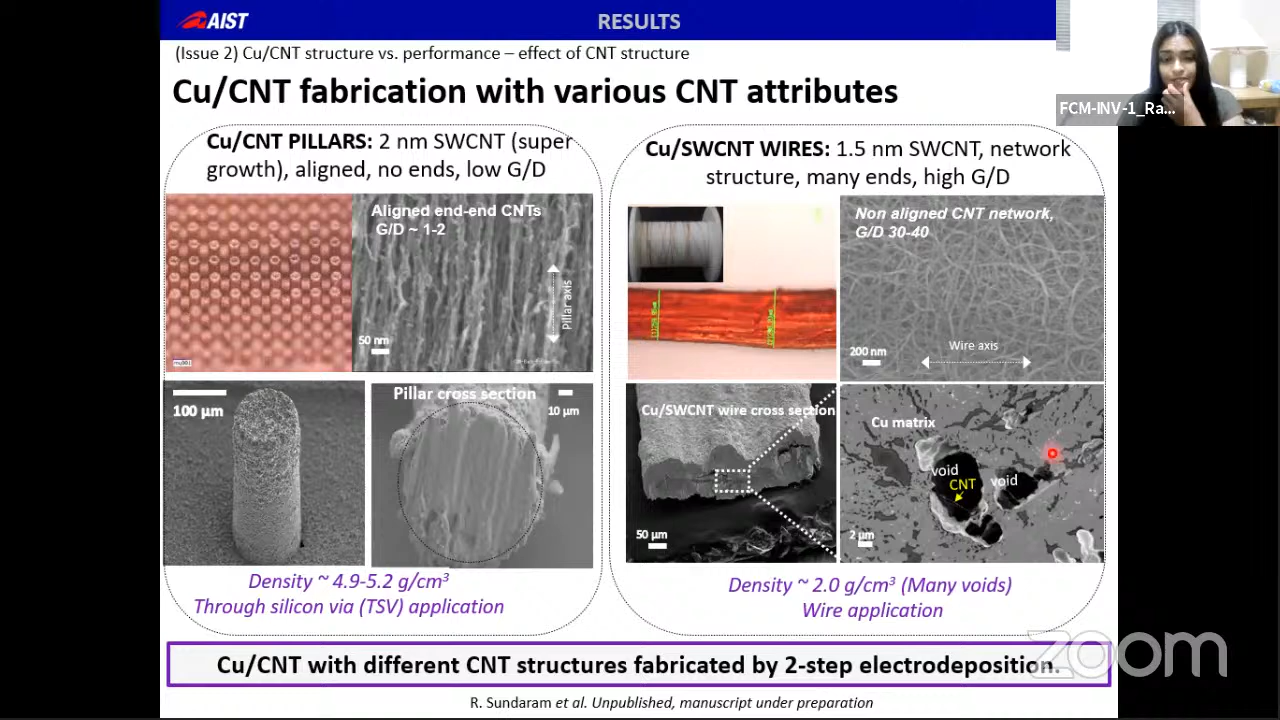 AIST
RESULTS
(Issue 2) Cu/CNT structure vs. performance – effect of CNT structure
Cu/CNT fabrication with various CNT attributes
FCM-INV-1_Ra...
Cu/CNT PILLARS: 2 nm SWCNT (super
growth), aligned, no ends, low G/D
Aligned end-end CNTs
G/D ~ 1-2
Pillar axis
50 nm
100 µm
Pillar cross section
10 µm
Density ~ 4.9-5.2 g/cm³
Through silicon via (TSV) application
Cu/SWCNT WIRES: 1.5 nm SWCNT, network
structure, many ends, high G/D
Non aligned CNT network,
G/D 30-40
Wire axis
200 nm
Cu/SWCNT wire cross section
50 µm
Cu matrix
void
CNT
void
2 µm
Density ~ 2.0 g/cm³ (Many voids)
Wire application
Cu/CNT with different CNT structures fabricated by 2-step electrodeposition.
zoom
R. Sundaram et al. Unpublished, manuscript under preparation